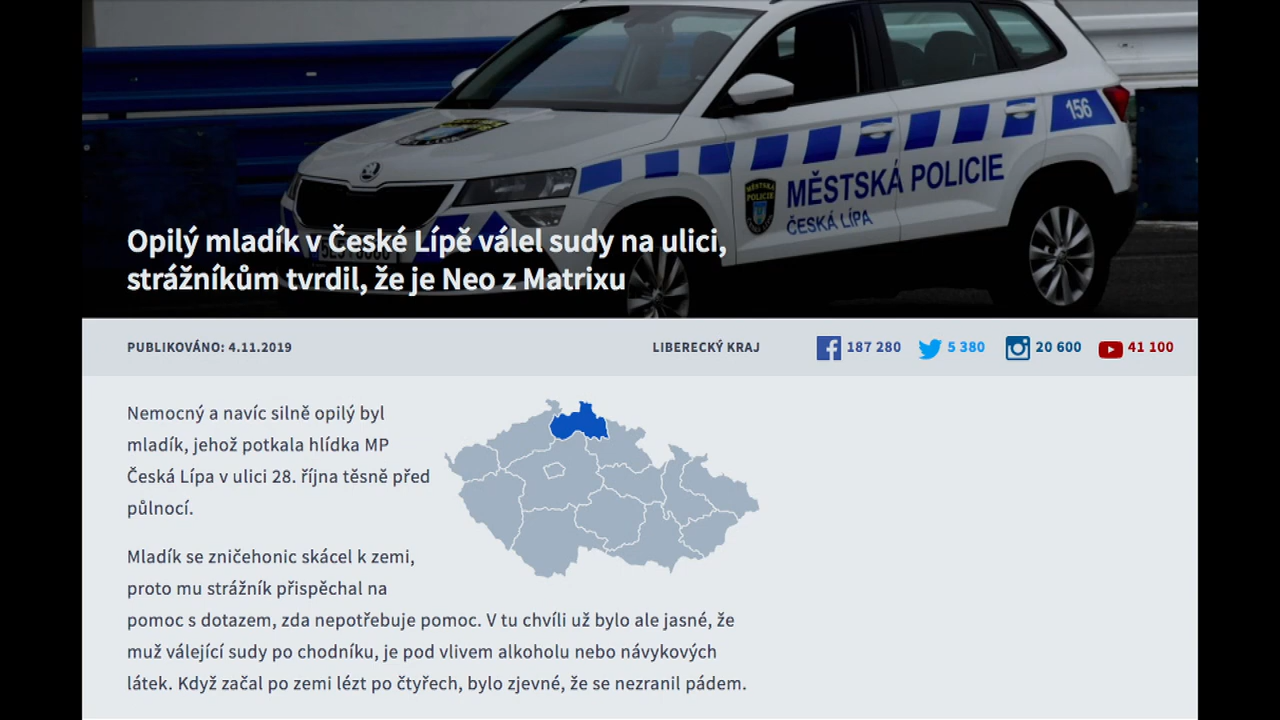 156
MĚSTSKÁ POLICIE
ČESKÁ LÍPA
MĚSTSKÁ
POLICIE
Opilý mladík v České Lípě válel sudy na ulici,
strážníkům tvrdil, že je Neo z Matrixu
PUBLIKOVÁNO: 4.11.2019
LIBERECKÝ KRAJ
187 280
5 380
20 600
41 100
Nemocný a navíc silně opilý byl
mladík, jehož potkala hlídka MP
Česká Lípa v ulici 28. října těsně před
půlnocí.
Mladík se zničehonic skácel k zemi,
proto mu strážník přispěchal na
pomoc s dotazem, zda nepotřebuje pomoc. V tu chvíli už bylo ale jasné, že
muž válející sudy po chodníku, je pod vlivem alkoholu nebo návykových
látek. Když začal po zemi lézt po čtyřech, bylo zjevné, že se nezranil pádem.